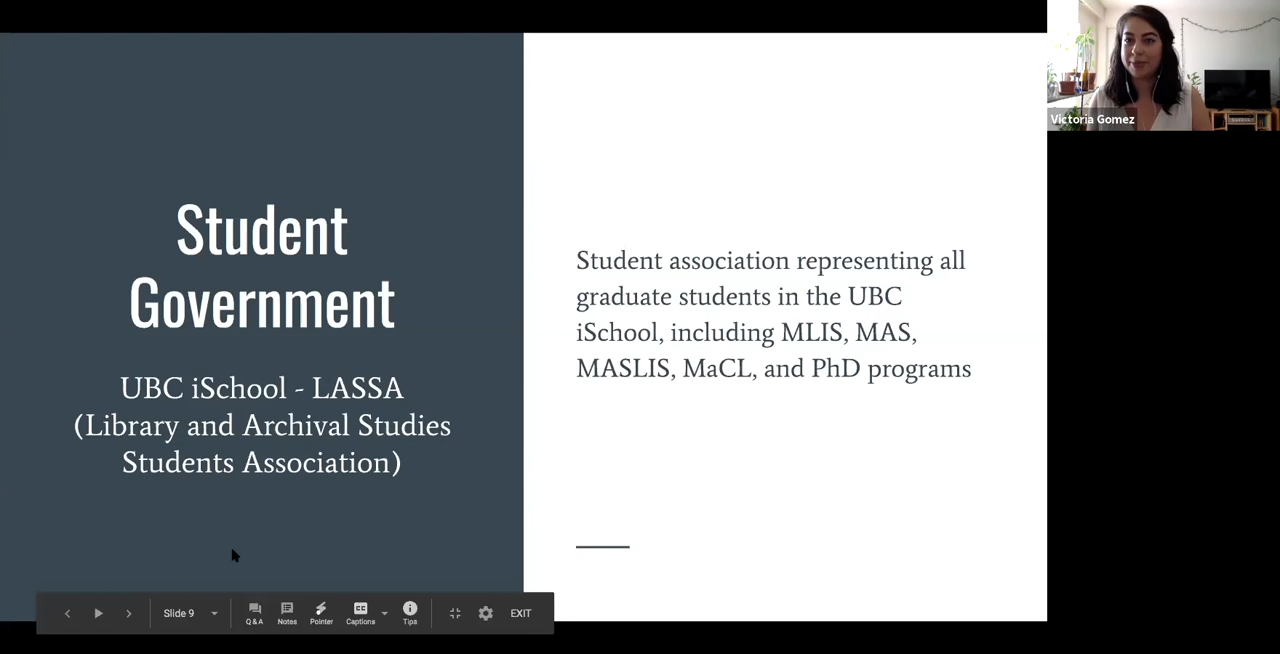 Student
Government
UBC iSchool - LASSA
(Library and Archival Studies
Students Association)
Student association representing all
graduate students in the UBC
iSchool, including MLIS, MAS,
MASLIS, MaCL, and PhD programs
Victoria Gomez
Slide 9
Q & A
Notes
Pointer
CC
Captions
Tips
EXIT